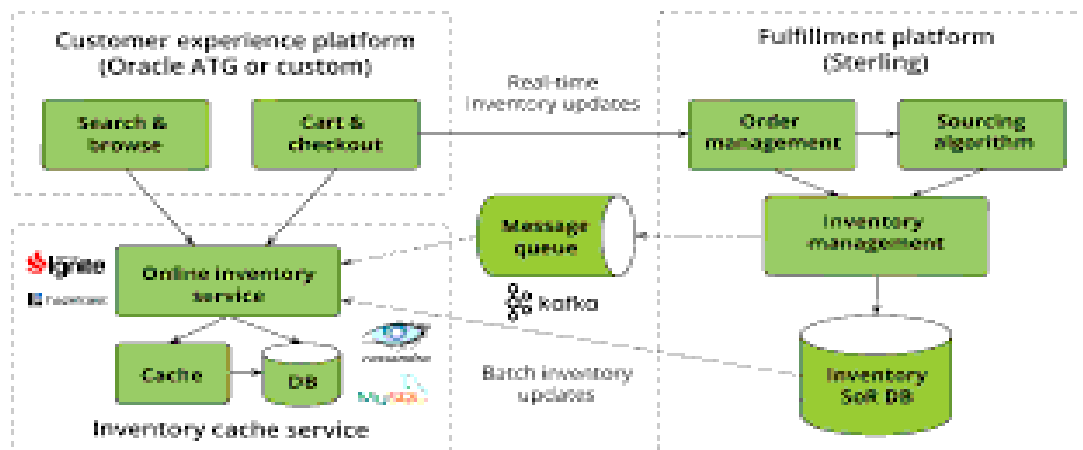 Customer experience platform
(Oracle ATG or custom)
Search &
browse
Cart &
checkout
Real-time
inventory updates
Fulfillment platform
(Sterling)
Order
management
Sourcing
algorithm
Message
queue
Inventory
management
Ignite
Online inventory
service
kafka
Cache
DB
MySQL
Batch inventory
updates
Inventory
SoR DB
Inventory cache service